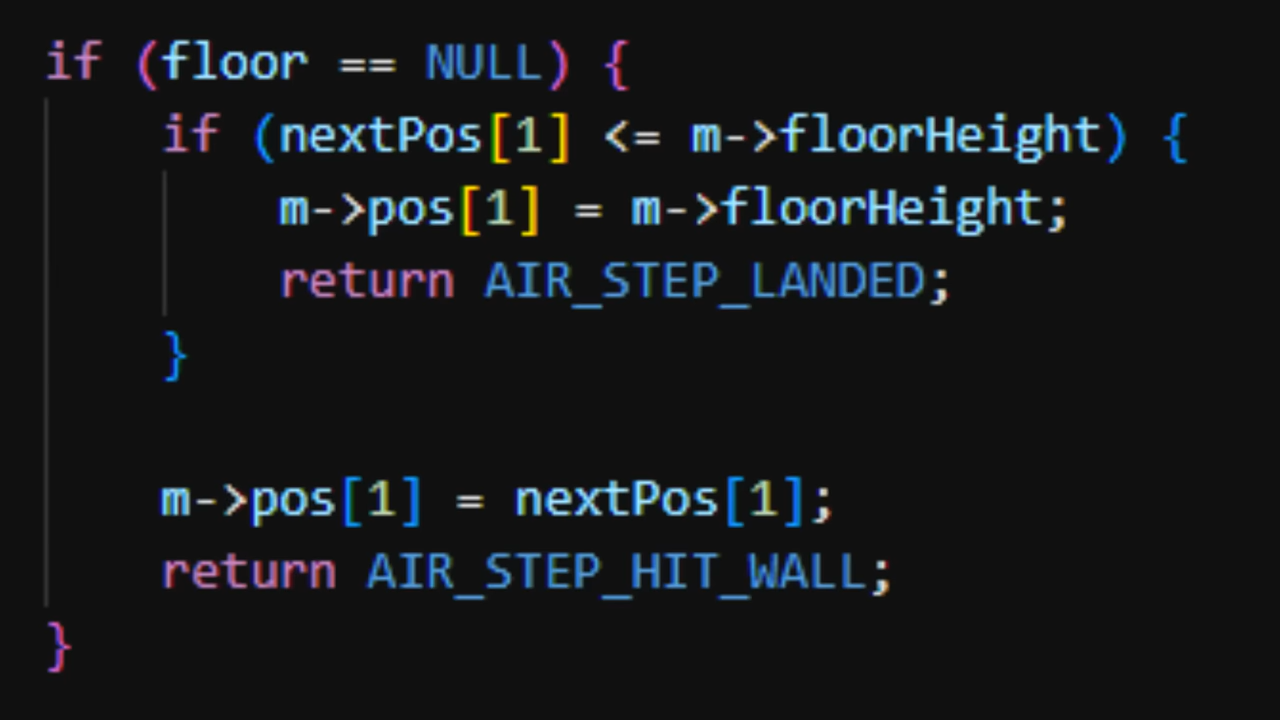 if (floor == NULL) {
    if (nextPos[1] <= m->floorHeight) {
        m->pos[1] = m->floorHeight;
        return AIR_STEP_LANDED;
    }

    m->pos[1] = nextPos[1];
    return AIR_STEP_HIT_WALL;
}